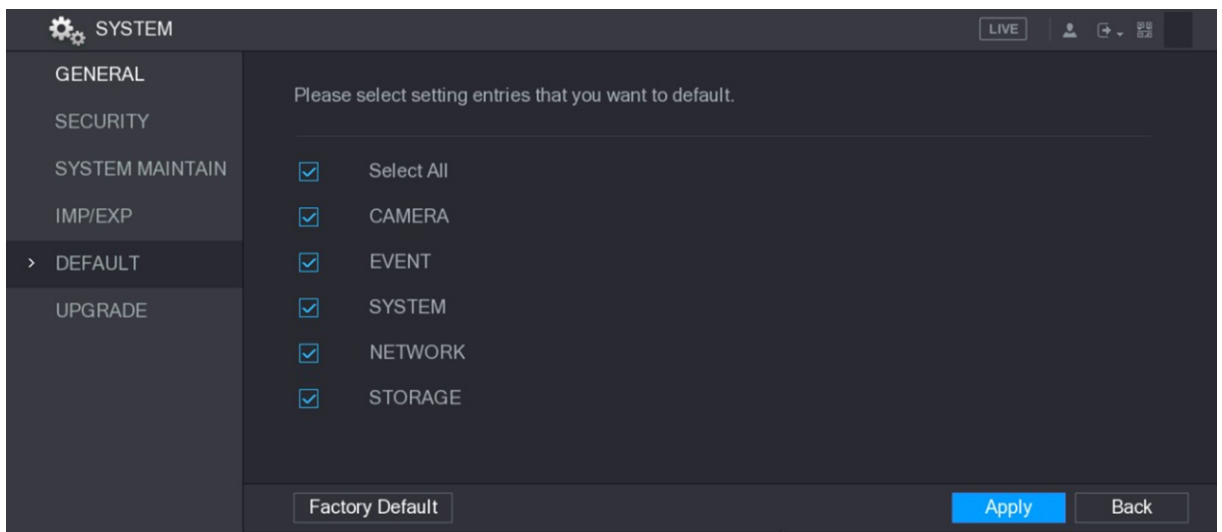 SYSTEM
LIVE
GENERAL
SECURITY
SYSTEM MAINTAIN
IMP/EXP
DEFAULT
UPGRADE
Please select setting entries that you want to default.
Select All
CAMERA
EVENT
SYSTEM
NETWORK
STORAGE
Factory Default
Apply
Back